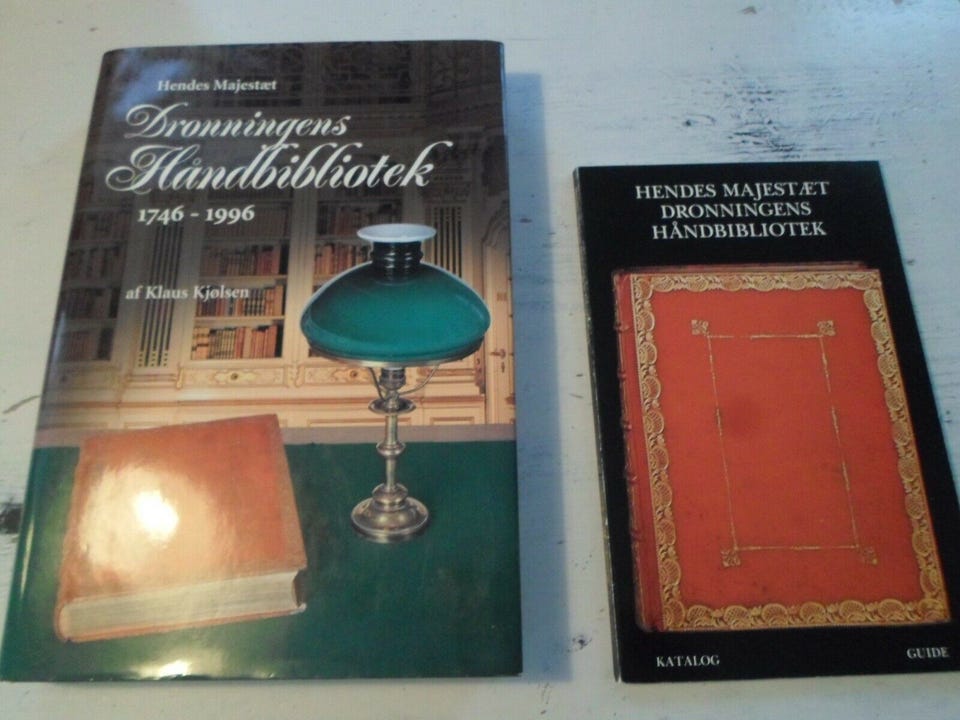 Hendes Majestæt
Dronningens
Håndbibliotek
1746 - 1996
af Klaus Kjølsen
HENDES MAJESTÆT
DRONNINGENS
HÅNDBIBLIOTEK
KATALOG
GUIDE